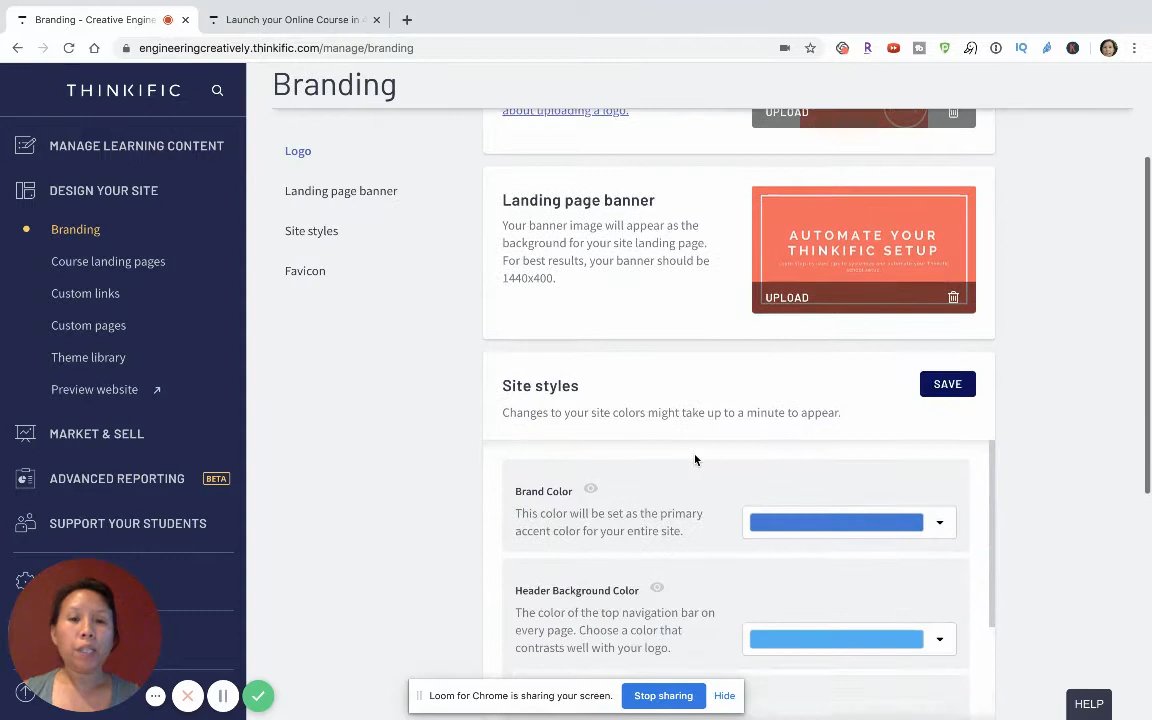 Branding - Creative Engine
Launch your Online Course in
engineeringcreatively.thinkific.com/manage/branding
THINKIFIC
MANAGE LEARNING CONTENT
DESIGN YOUR SITE
Branding
Course landing pages
Custom links
Custom pages
Theme library
Preview website
MARKET & SELL
ADVANCED REPORTING BETA
SUPPORT YOUR STUDENTS
Branding
Logo
Landing page banner
Site styles
Favicon
about uploading a logo.
UPLOAD
Landing page banner
Your banner image will appear as the
background for your site landing page.
For best results, your banner should be
1440x400.
AUTOMATE YOUR
THINKIFIC SETUP
UPLOAD
Site styles
SAVE
Changes to your site colors might take up to a minute to appear.
Brand Color
This color will be set as the primary
accent color for your entire site.
Header Background Color
The color of the top navigation bar on
every page. Choose a color that
contrasts well with your logo.
Loom for Chrome is sharing your screen.
Stop sharing
Hide
HELP